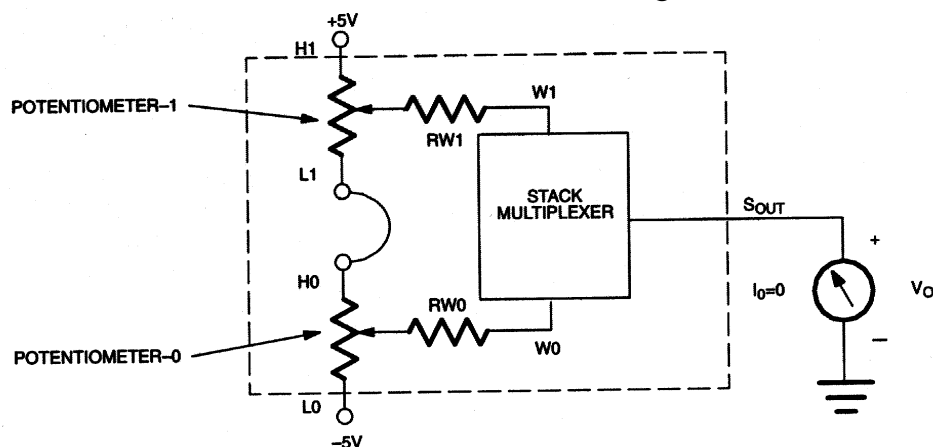 +5V
H1
POTENTIOMETER–1
W1
RW1
L1
STACK
MULTIPLEXER
SOUT
+
H0
RW0
I0=0
VO
POTENTIOMETER–0
W0
–
L0
–5V